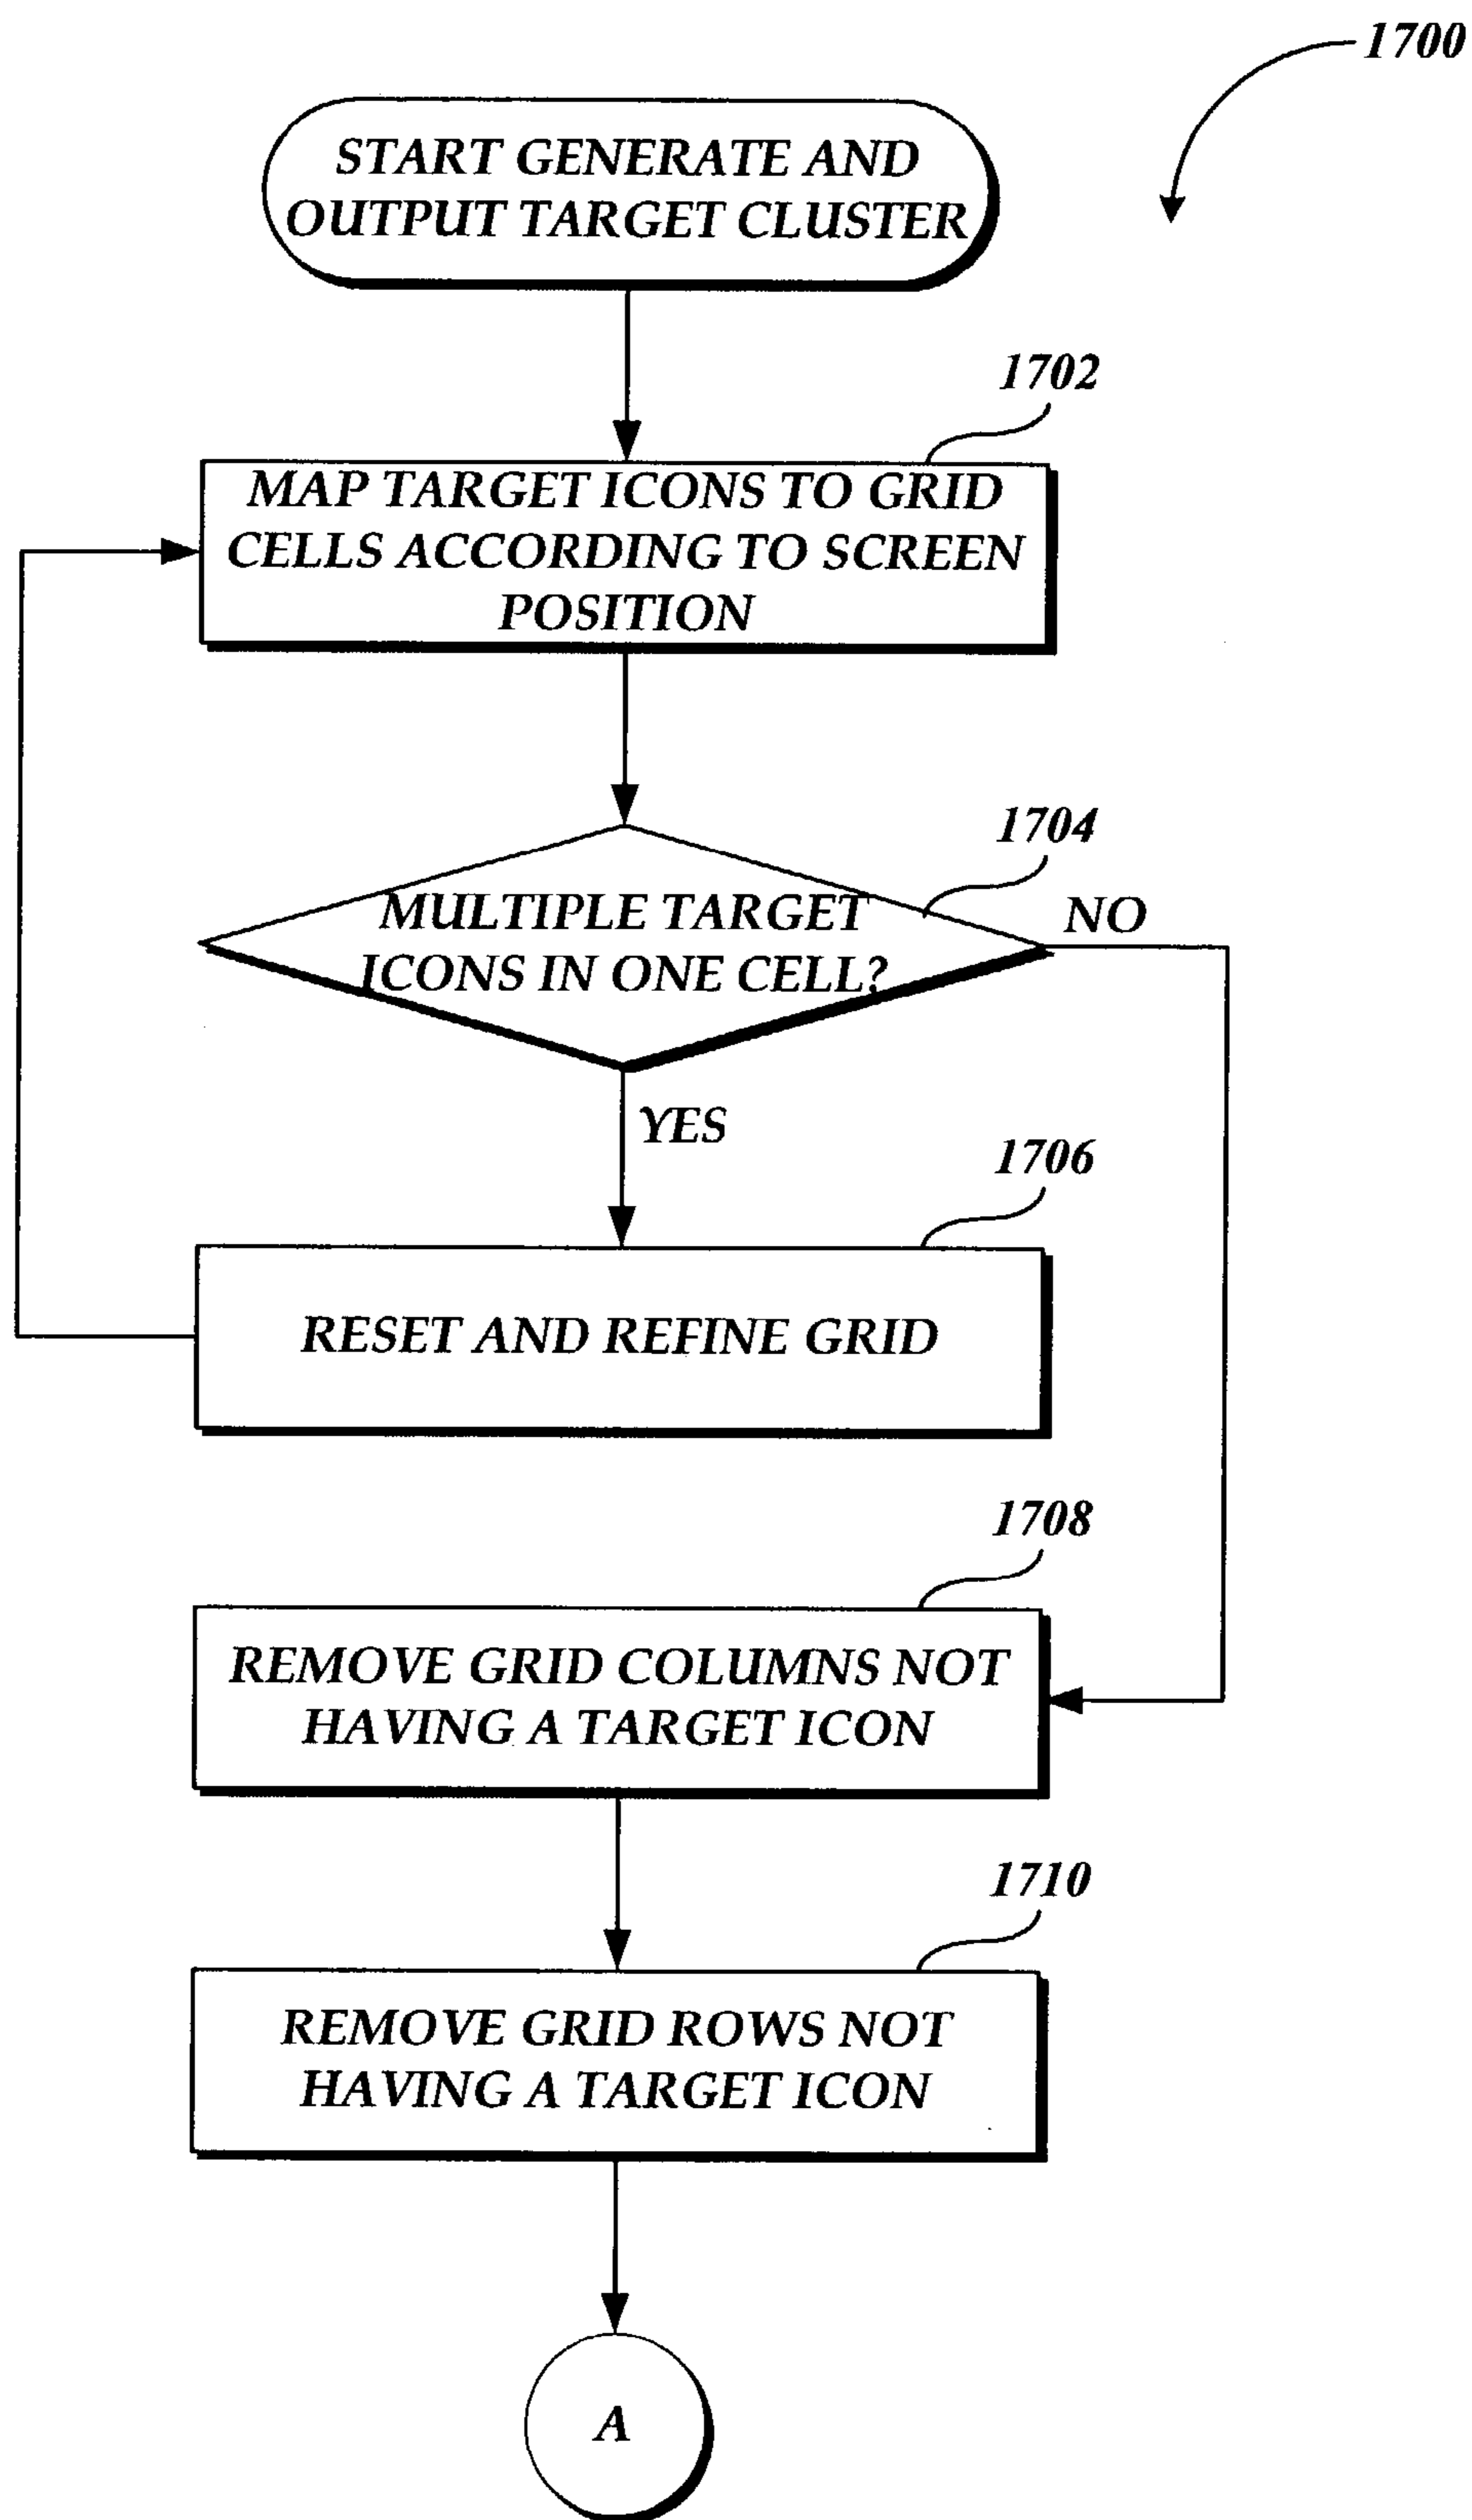 1700
START GENERATE AND
OUTPUT TARGET CLUSTER
1702
MAP TARGET ICONS TO GRID
CELLS ACCORDING TO SCREEN
POSITION
1704
MULTIPLE TARGET
ICONS IN ONE CELL?
NO
YES
1706
RESET AND REFINE GRID
1708
REMOVE GRID COLUMNS NOT
HAVING A TARGET ICON
1710
REMOVE GRID ROWS NOT
HAVING A TARGET ICON
A